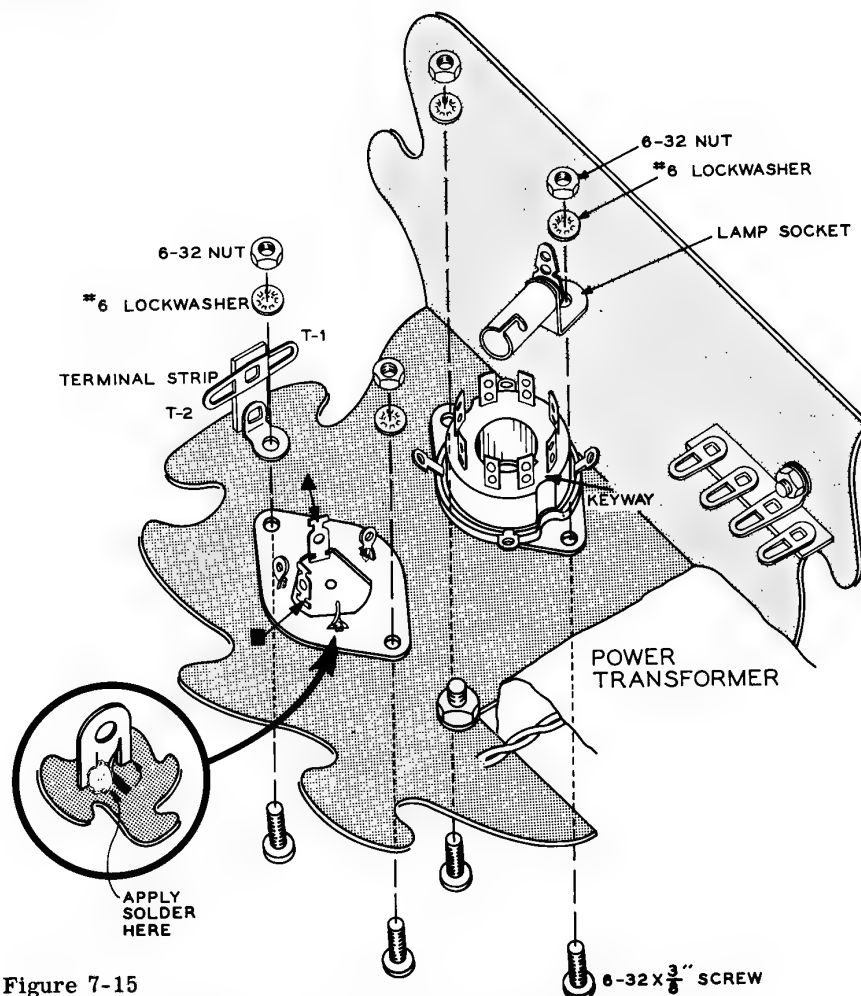 6-32 NUT
#6 LOCKWASHER
LAMP SOCKET
6-32 NUT
#6 LOCKWASHER
T-1
TERMINAL STRIP
T-2
KEYWAY
POWER
TRANSFORMER
APPLY
SOLDER
HERE
6-32 X 3/8" SCREW
Figure 7-15